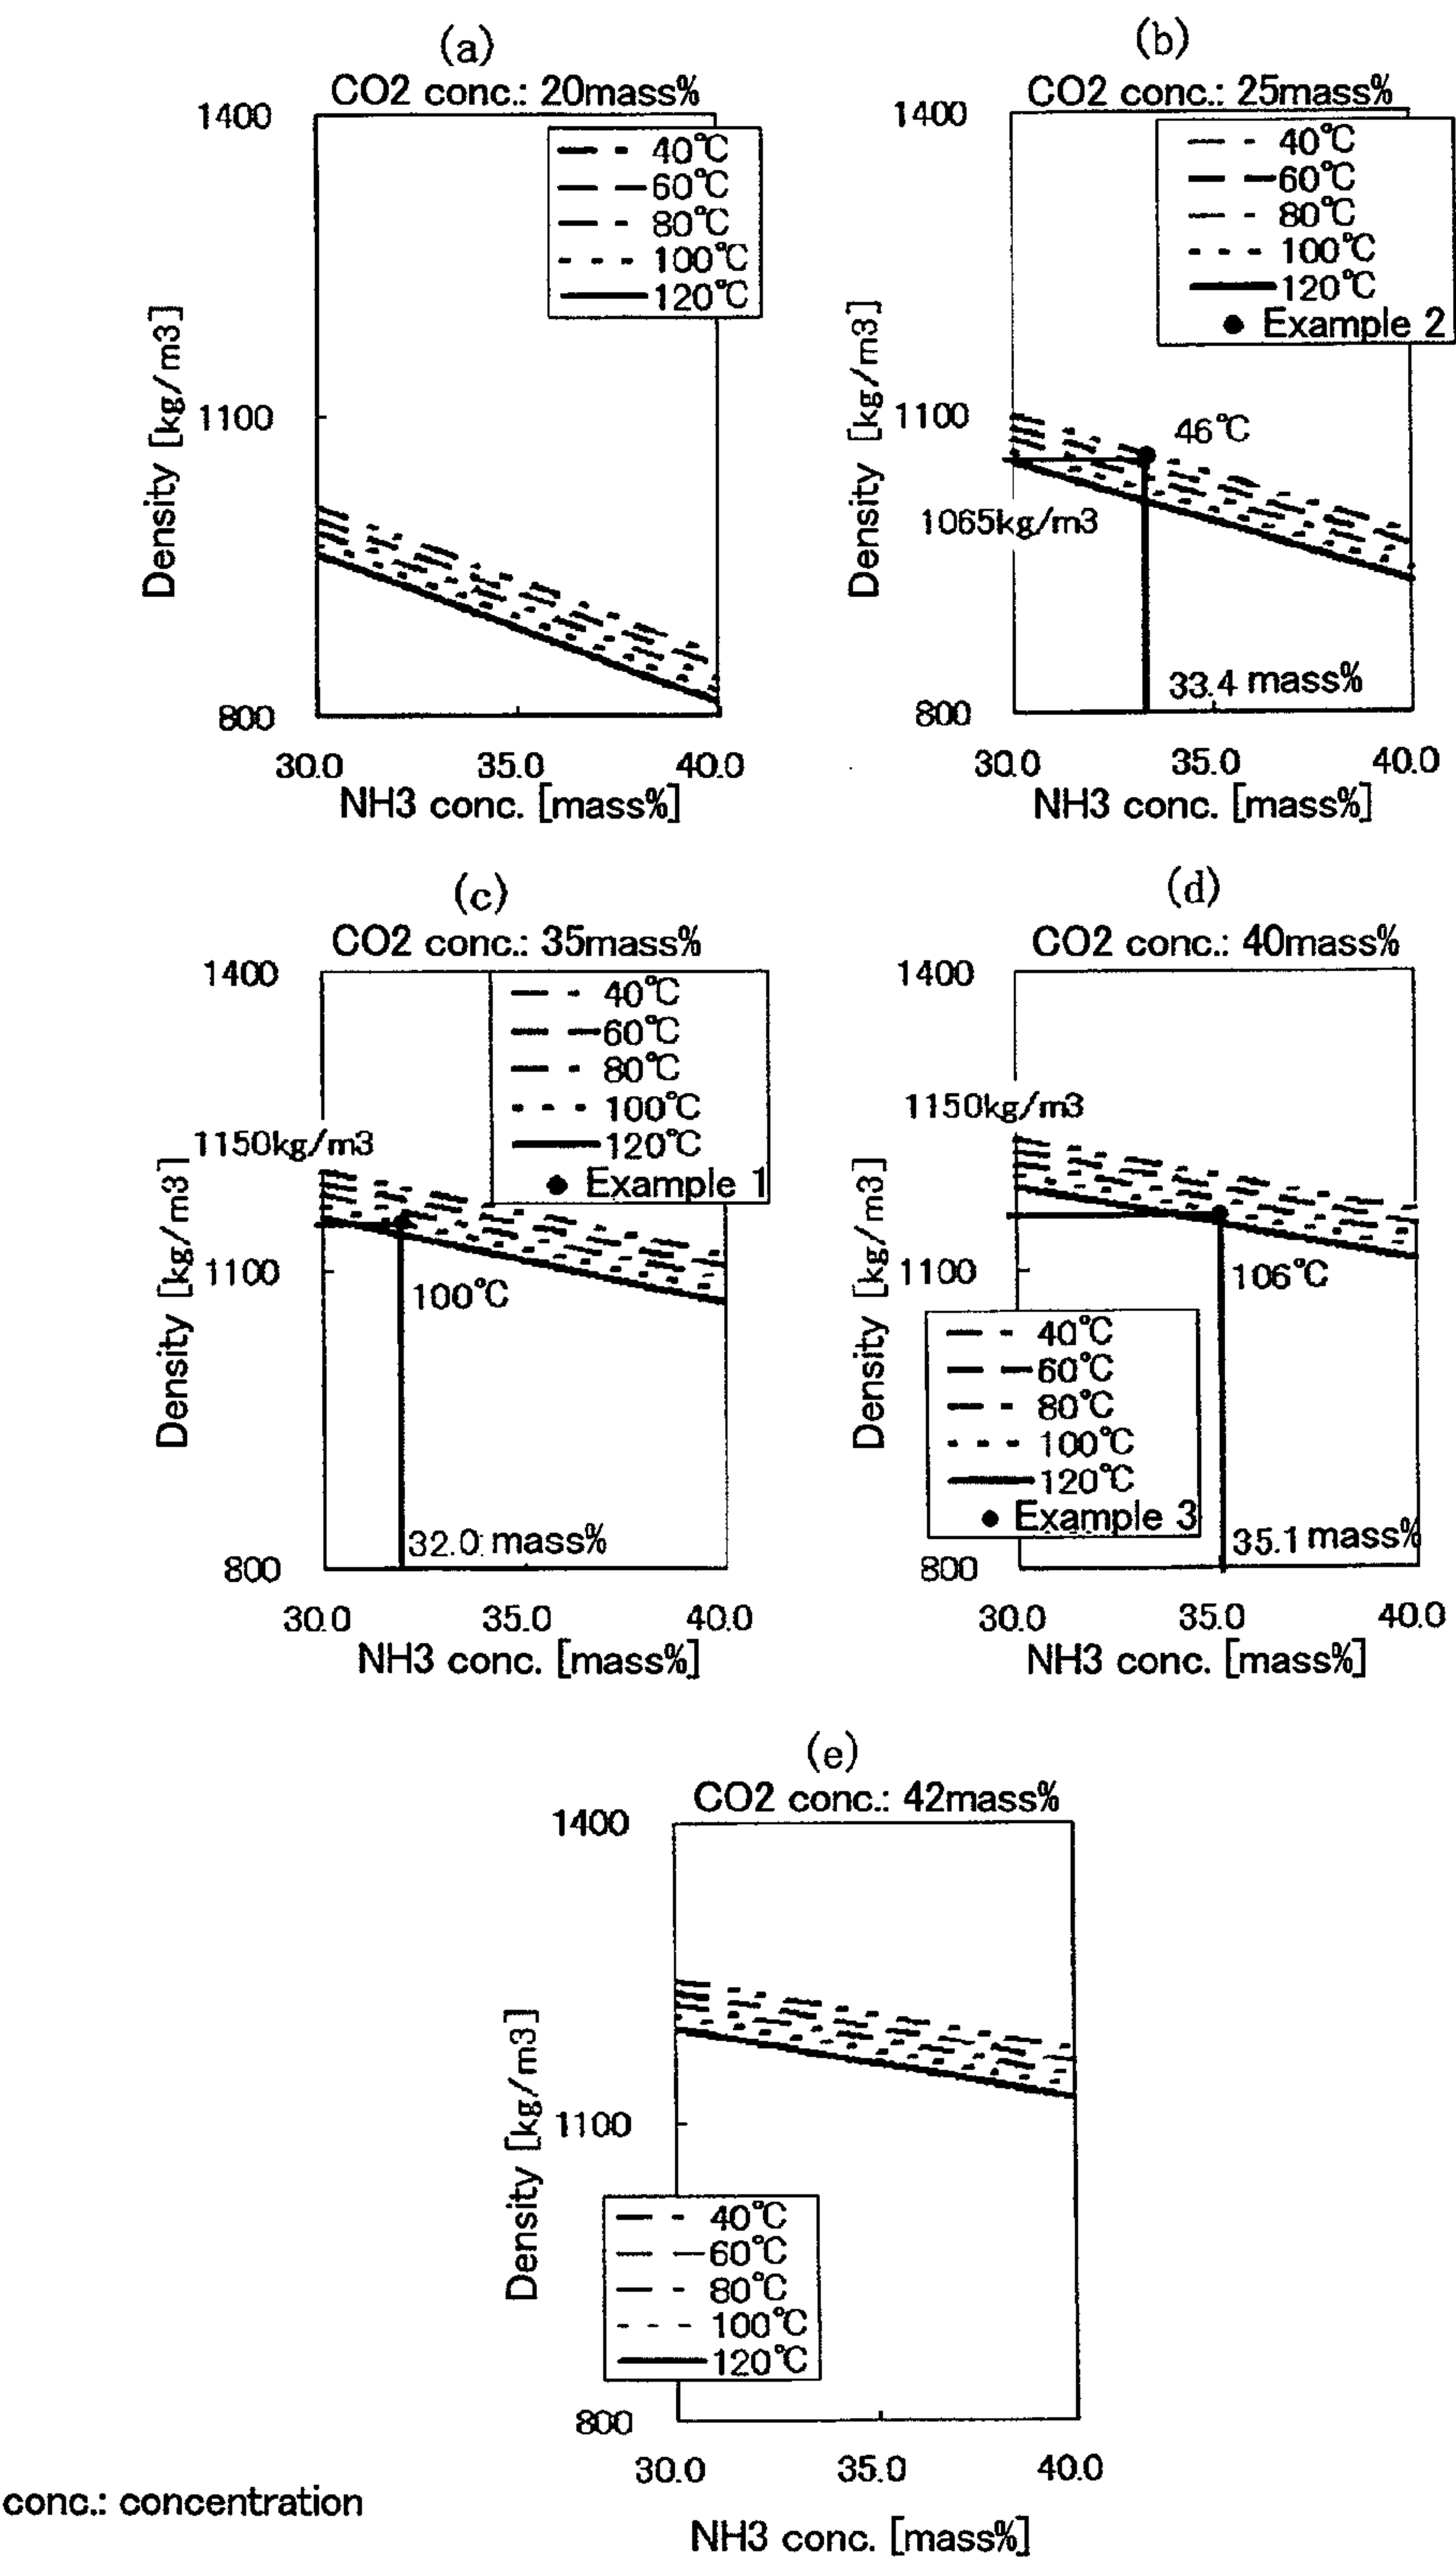 (a)
CO2 conc.: 20mass%
1400
40℃
60℃
80℃
100℃
120℃
Density [kg/m3]
1100
800
30.0 35.0 40.0
NH3 conc. [mass%]
(b)
CO2 conc.: 25mass%
1400
40℃
60℃
80℃
100℃
120℃
Example 2
Density [kg/m3]
1100
46℃
1065kg/m3
33.4 mass%
800
30.0 35.0 40.0
NH3 conc. [mass%]
(c)
CO2 conc.: 35mass%
1400
40℃
60℃
80℃
100℃
120℃
Example 1
1150kg/m3
Density [kg/m3]
1100
100℃
32.0 mass%
800
30.0 35.0 40.0
NH3 conc. [mass%]
(d)
CO2 conc.: 40mass%
1400
1150kg/m3
Density [kg/m3]
1100
106℃
40℃
60℃
80℃
100℃
120℃
Example 3
35.1 mass%
800
30.0 35.0 40.0
NH3 conc. [mass%]
(e)
CO2 conc.: 42mass%
1400
Density [kg/m3]
1100
40℃
60℃
80℃
100℃
120℃
800
30.0 35.0 40.0
NH3 conc. [mass%]
conc.: concentration